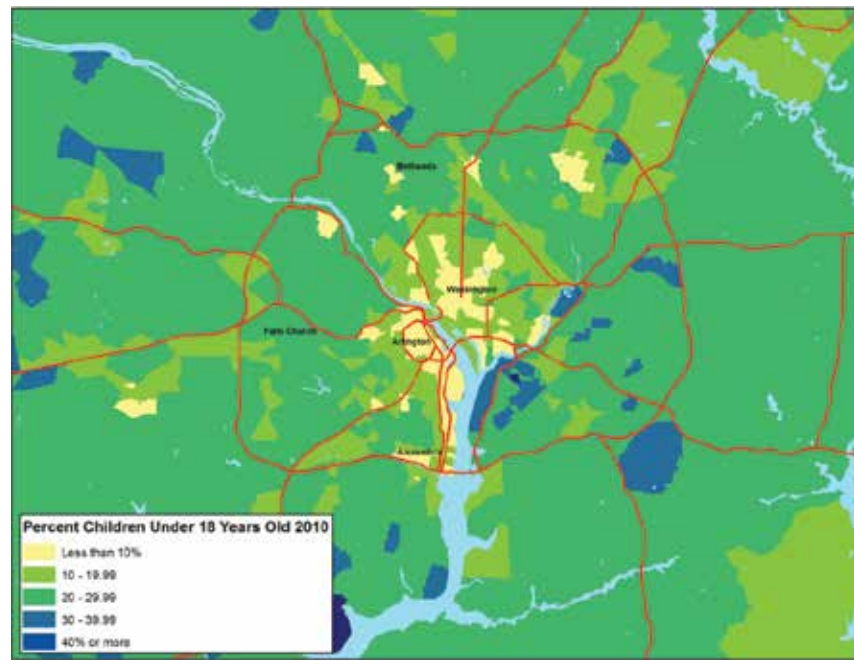 Bethesda
Washington
Falls Church
Arlington
Alexandria
Percent Children Under 18 Years Old 2010
Less than 10%
10 - 19.99
20 - 29.99
30 - 39.99
40% or more